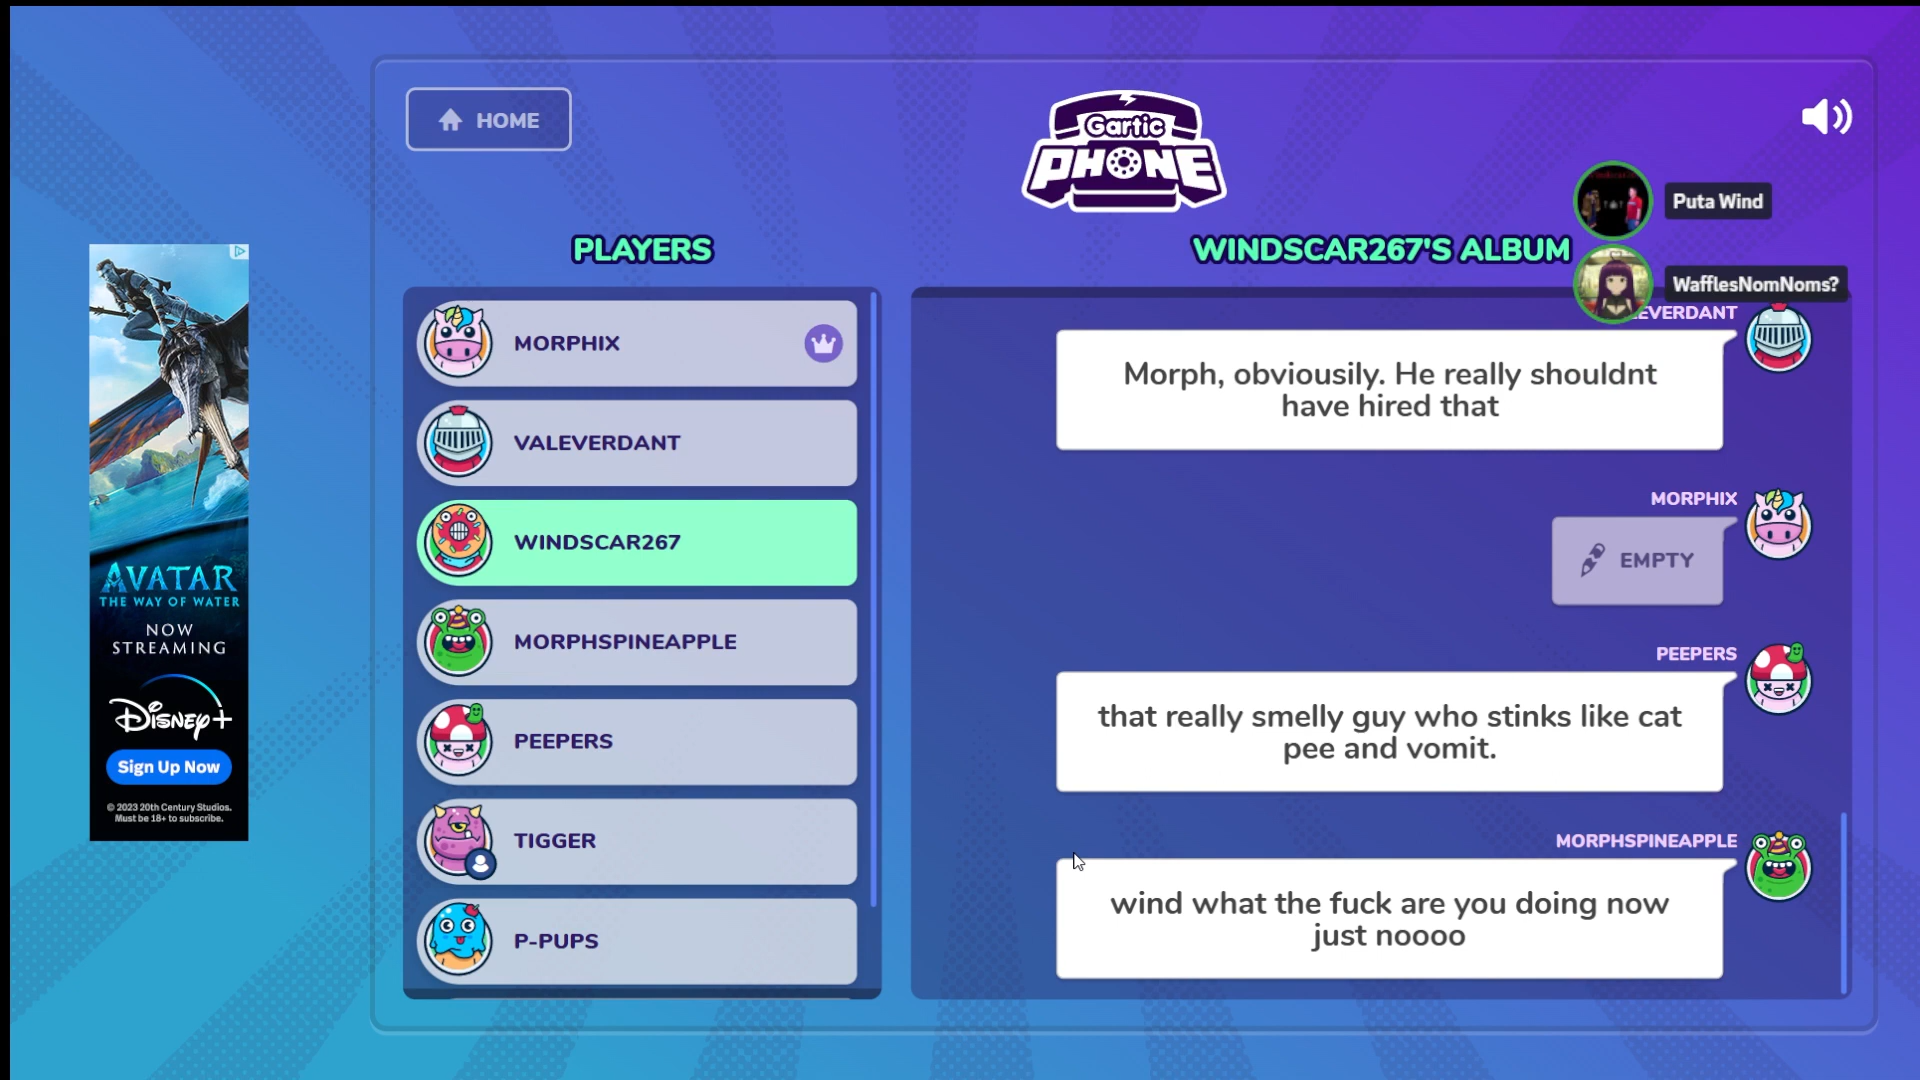 HOME
Gartic
PHONE
Puta Wind
WafflesNomNoms?
PLAYERS
WINDSCAR267'S ALBUM
MORPHIX
VALEVERDANT
WINDSCAR267
MORPHSPINEAPPLE
PEEPERS
TIGGER
P-PUPS
EVERDANT
Morph, obviousily. He really shouldnt
have hired that
MORPHIX
EMPTY
PEEPERS
that really smelly guy who stinks like cat
pee and vomit.
MORPHSPINEAPPLE
wind what the fuck are you doing now
just noooo
AVATAR
THE WAY OF WATER
NOW
STREAMING
Disney+
Sign Up Now
© 2023 20th Century Studios.
Must be 18+ to subscribe.